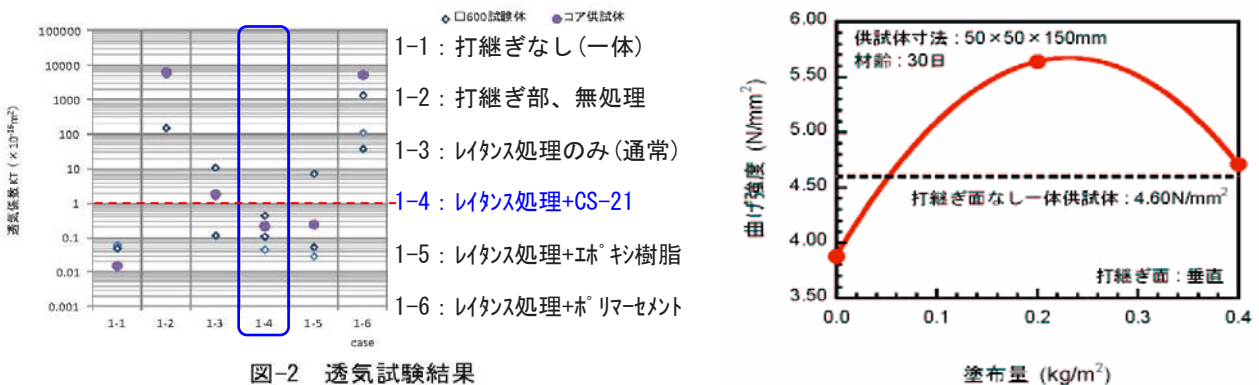 ◇□600試験体 ●コア供試体
100000
10000
1000
100
10
1
0.1
0.01
0.001
透気係数KT(×10⁻¹⁶m²)
1-1 1-2 1-3 1-4 1-5 1-6
case
1-1：打継ぎなし(一体)
1-2：打継ぎ部、無処理
1-3：ﾚｲﾀﾝｽ処理のみ(通常)
1-4：ﾚｲﾀﾝｽ処理+CS-21
1-5：ﾚｲﾀﾝｽ処理+ｴﾎﾟｷｼ樹脂
1-6：ﾚｲﾀﾝｽ処理+ﾎﾟﾘﾏｰｾﾒﾝﾄ
図-2 透気試験結果
6.00
5.50
5.00
4.50
4.00
3.50
曲げ強度 (N/mm²)
供試体寸法：50×50×150mm
材齢：30日
打継ぎ面なし一体供試体：4.60N/mm²
打継ぎ面：垂直
0.0 0.1 0.2 0.3 0.4
塗布量 (kg/m²)